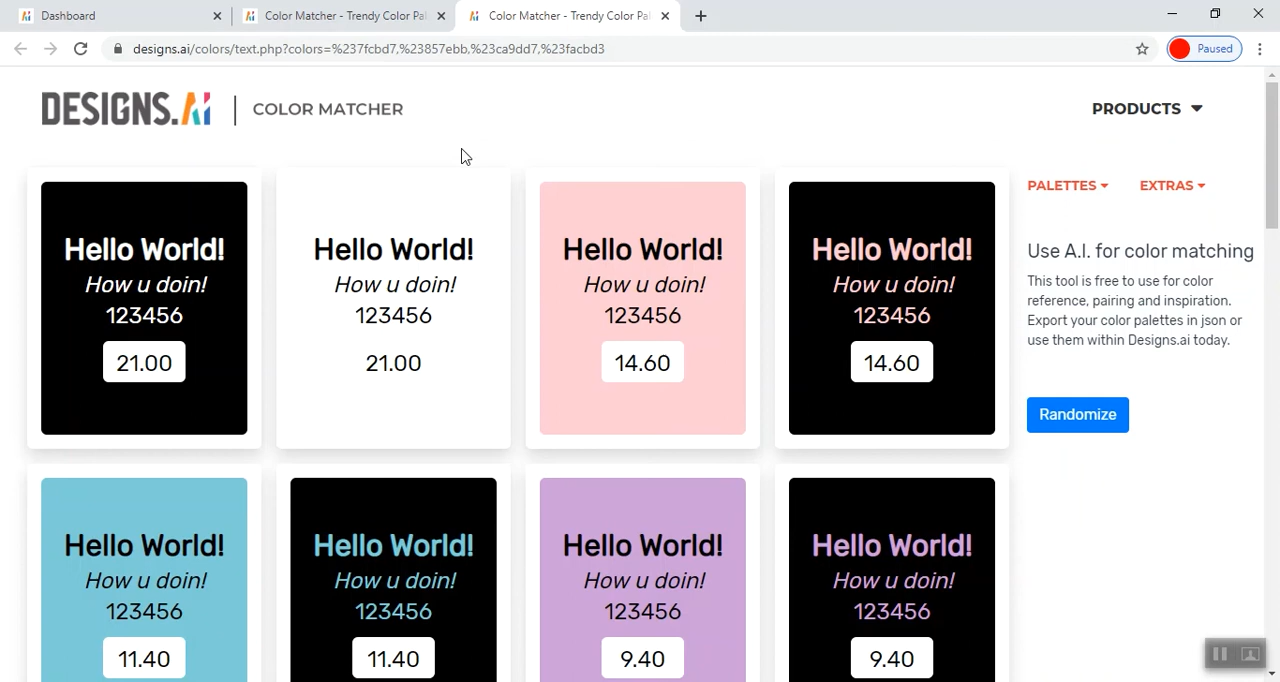 Dashboard
Color Matcher - Trendy Color Pal
Color Matcher - Trendy Color Pal
designs.ai/colors/text.php?colors=%237fcbd7,%23857ebb,%23ca9dd7,%23facbd3
Paused
DESIGNS.Ai
COLOR MATCHER
PRODUCTS
PALETTES
EXTRAS
Hello World!
How u doin!
123456
21.00
Hello World!
How u doin!
123456
21.00
Hello World!
How u doin!
123456
14.60
Hello World!
How u doin!
123456
14.60
Use A.I. for color matching
This tool is free to use for color
reference, pairing and inspiration.
Export your color palettes in json or
use them within Designs.ai today.
Randomize
Hello World!
How u doin!
123456
11.40
Hello World!
How u doin!
123456
11.40
Hello World!
How u doin!
123456
9.40
Hello World!
How u doin!
123456
9.40